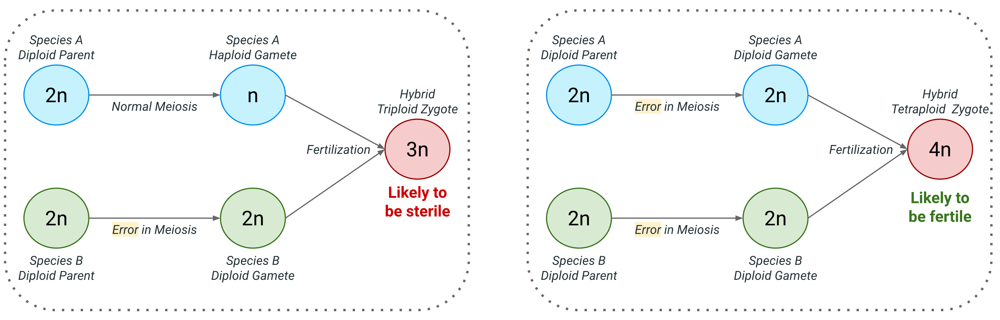 Species A
Diploid Parent
2n
Normal Meiosis
Species A
Haploid Gamete
n
Species B
Diploid Parent
2n
Error in Meiosis
Species B
Diploid Gamete
2n
Fertilization
Hybrid
Triploid Zygote
3n
Likely to
be sterile
Species A
Diploid Parent
2n
Error in Meiosis
Species A
Diploid Gamete
2n
Species B
Diploid Parent
2n
Error in Meiosis
Species B
Diploid Gamete
2n
Fertilization
Hybrid
Tetraploid Zygote
4n
Likely to
be fertile